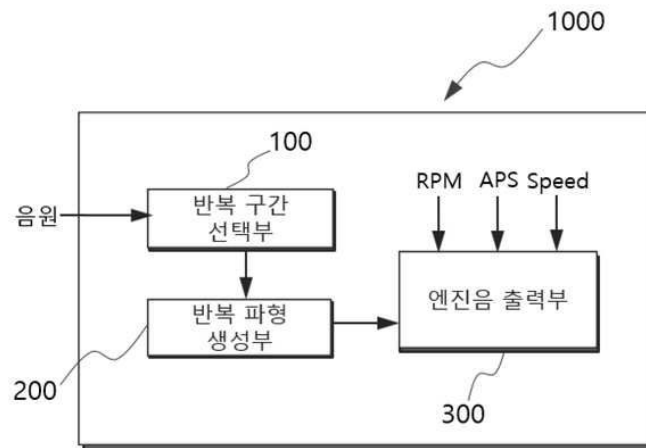 1000
100
RPM APS Speed
음원
반복 구간
선택부
엔진음 출력부
반복 파형
생성부
200
300